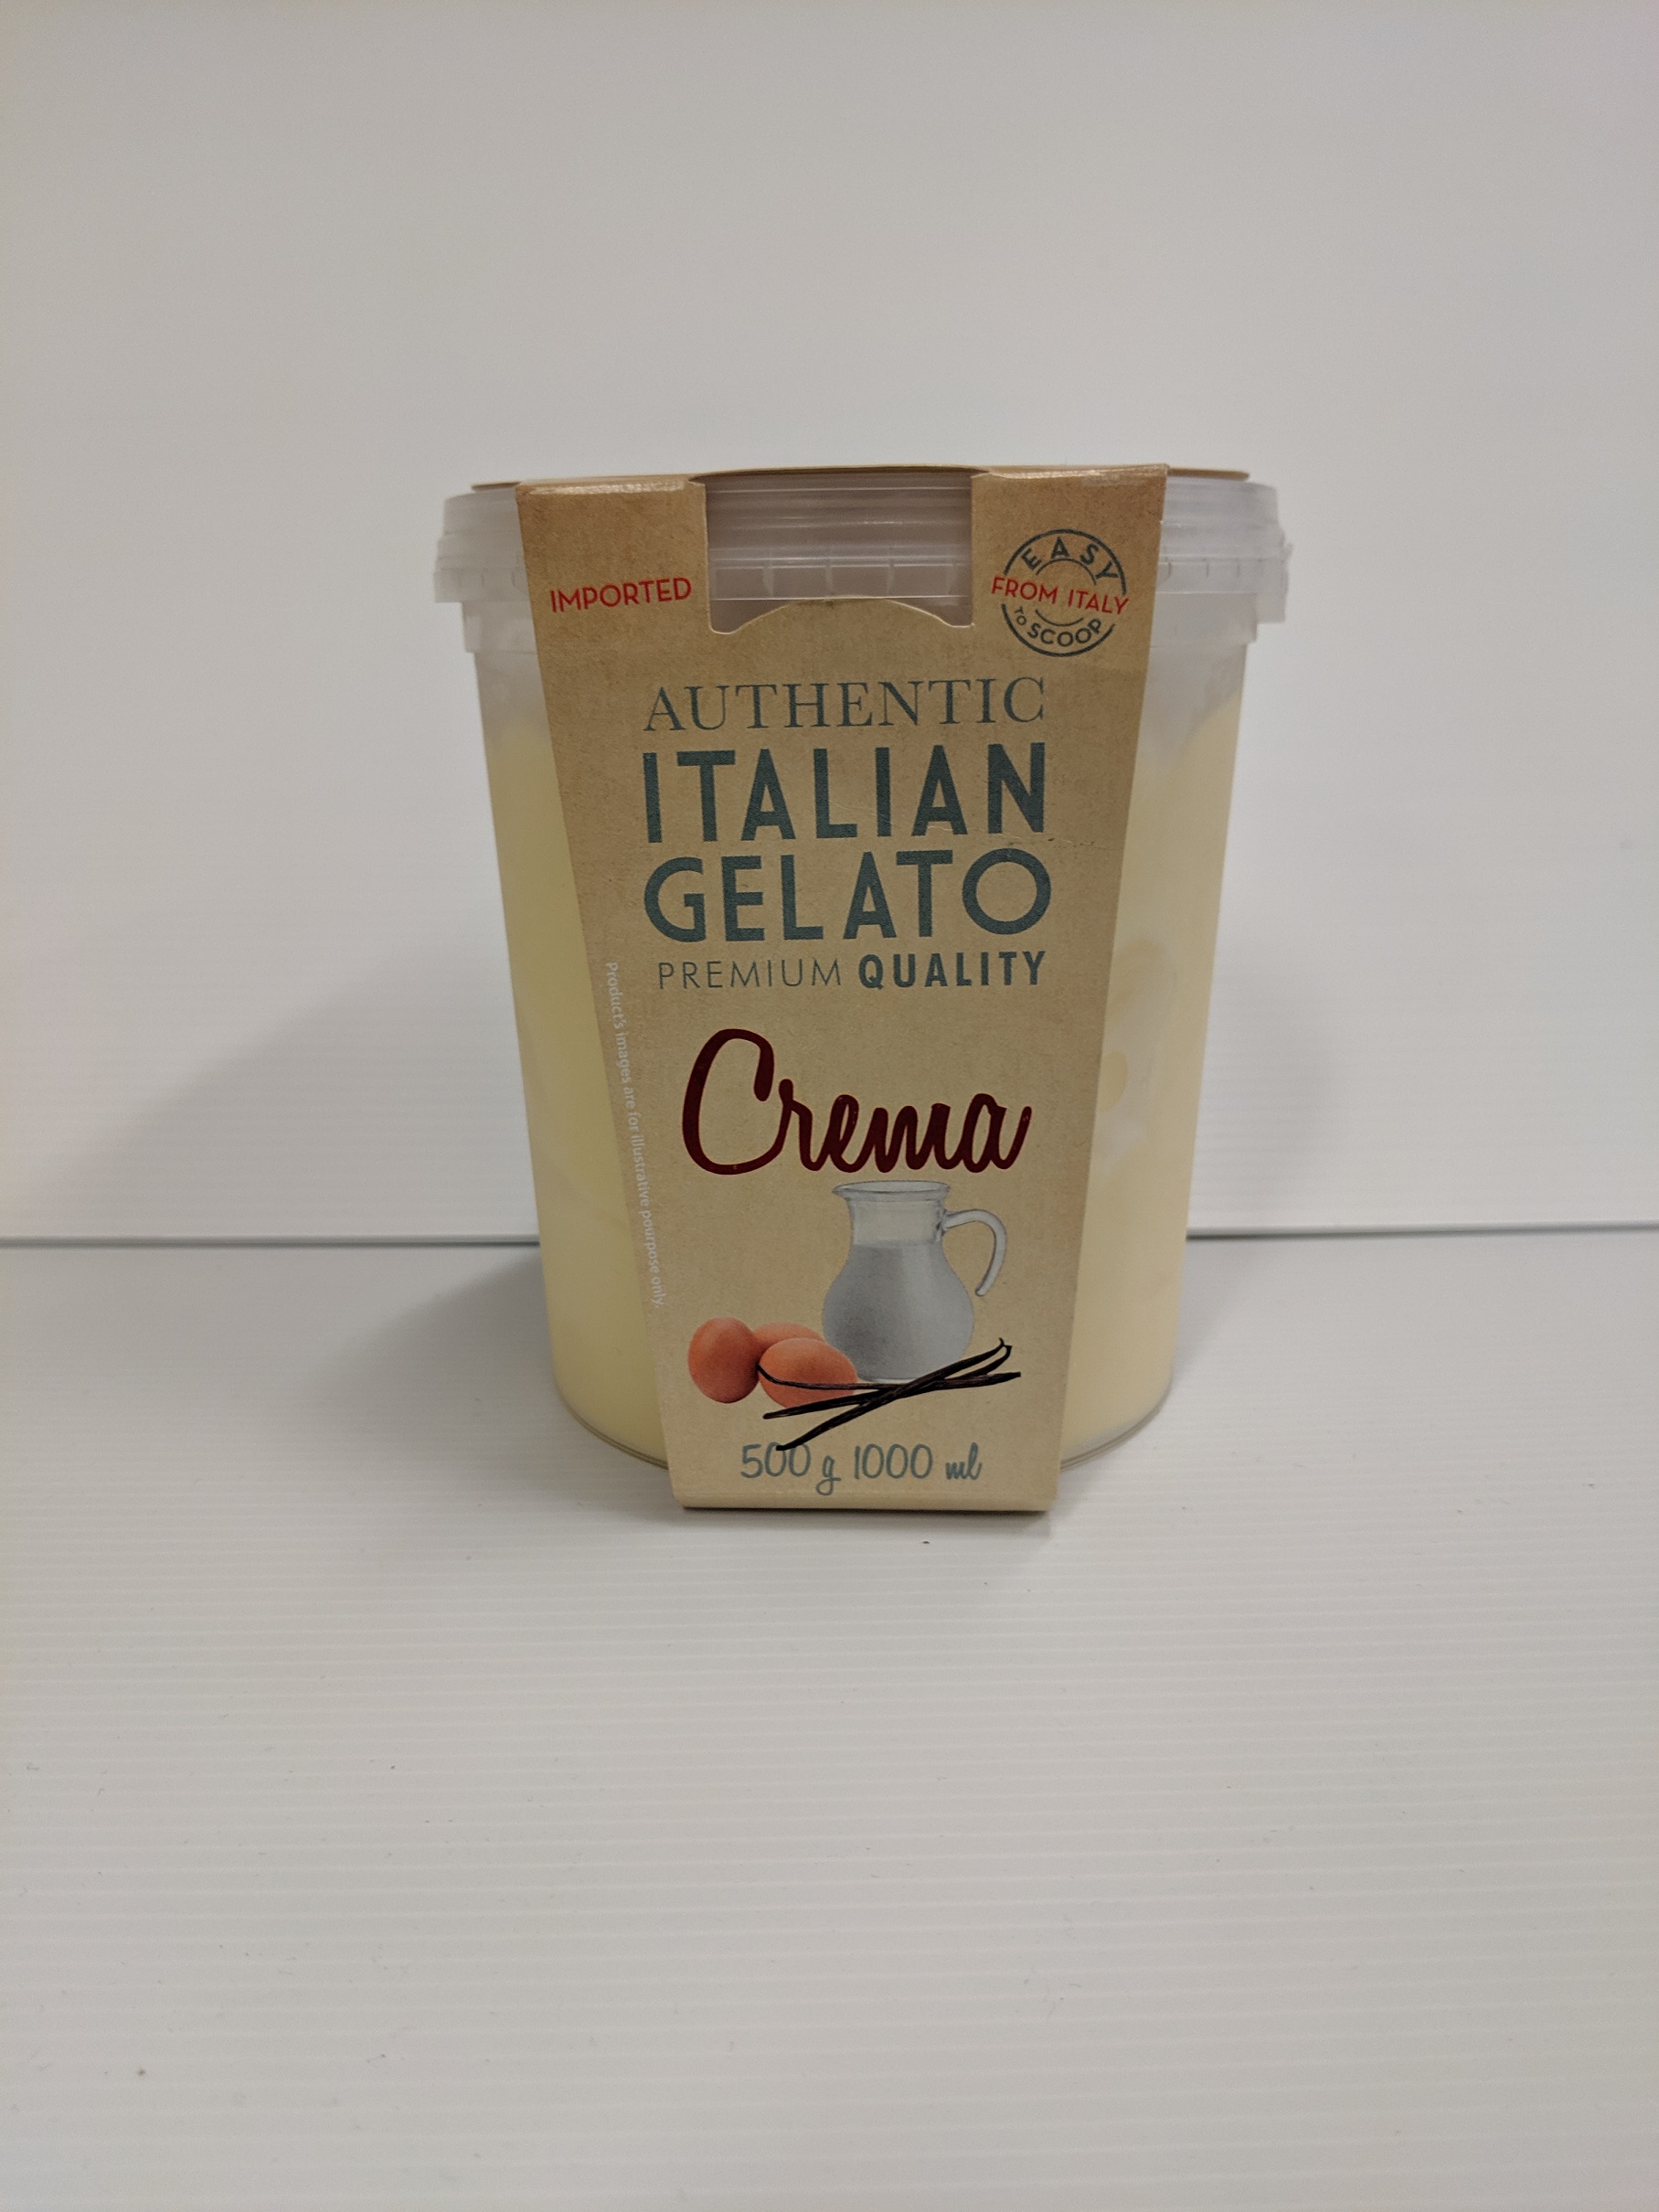 IMPORTED
EASY
FROM ITALY
TO SCOOP
AUTHENTIC
ITALIAN
GELATO
PREMIUM QUALITY
Crema
Product's images are for illustrative pourpose only.
500 g 1000 ml